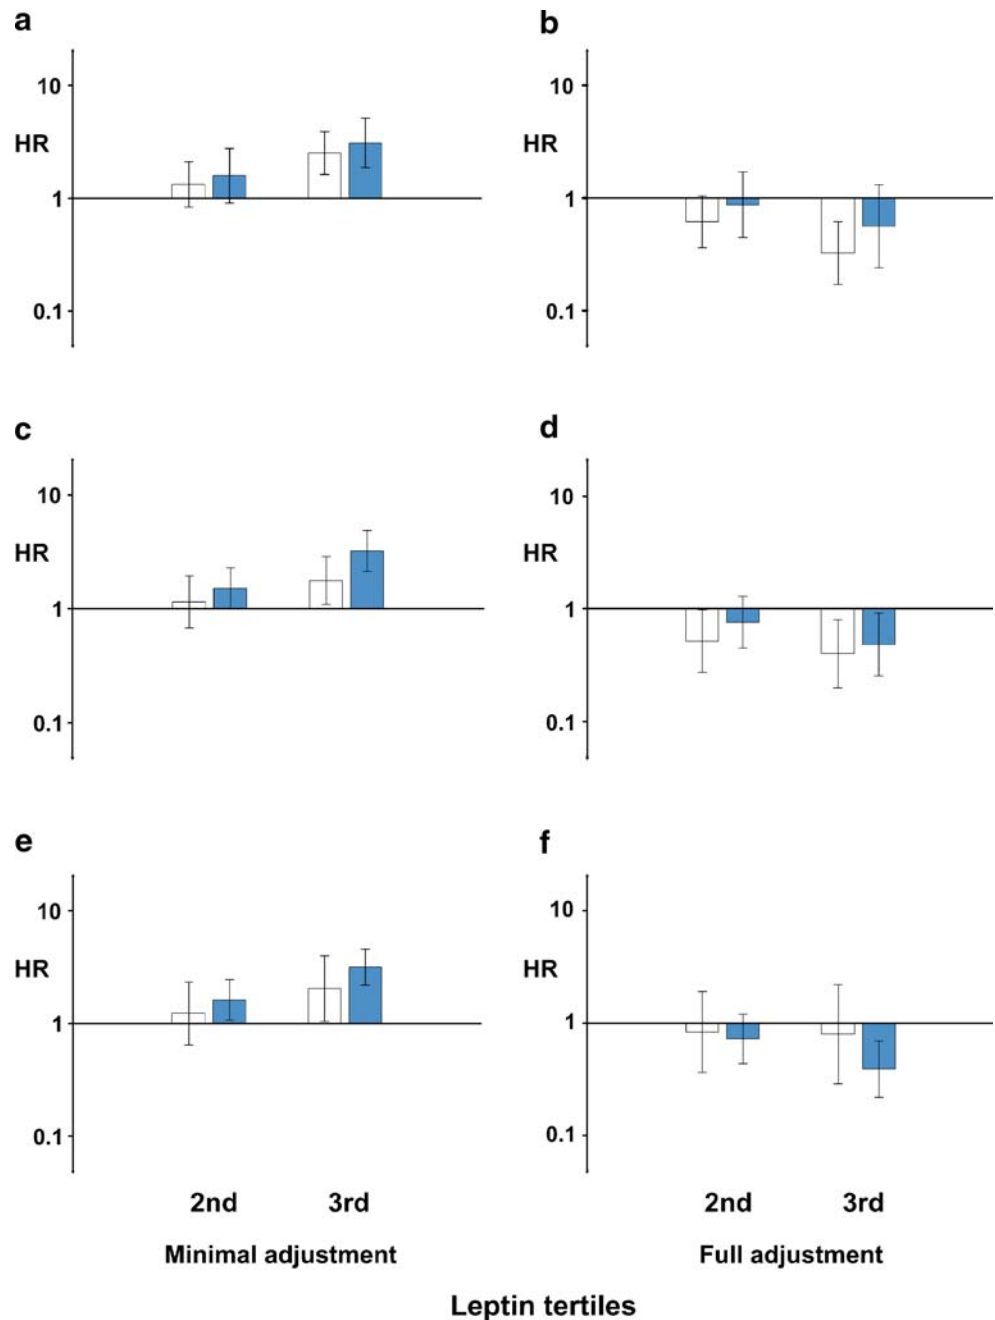 a
b
10
HR
1
0.1
10
HR
1
0.1
c
d
10
HR
1
0.1
10
HR
1
0.1
e
f
10
HR
1
0.1
10
HR
1
0.1
2nd 3rd
2nd 3rd
Minimal adjustment
Full adjustment
Leptin tertiles